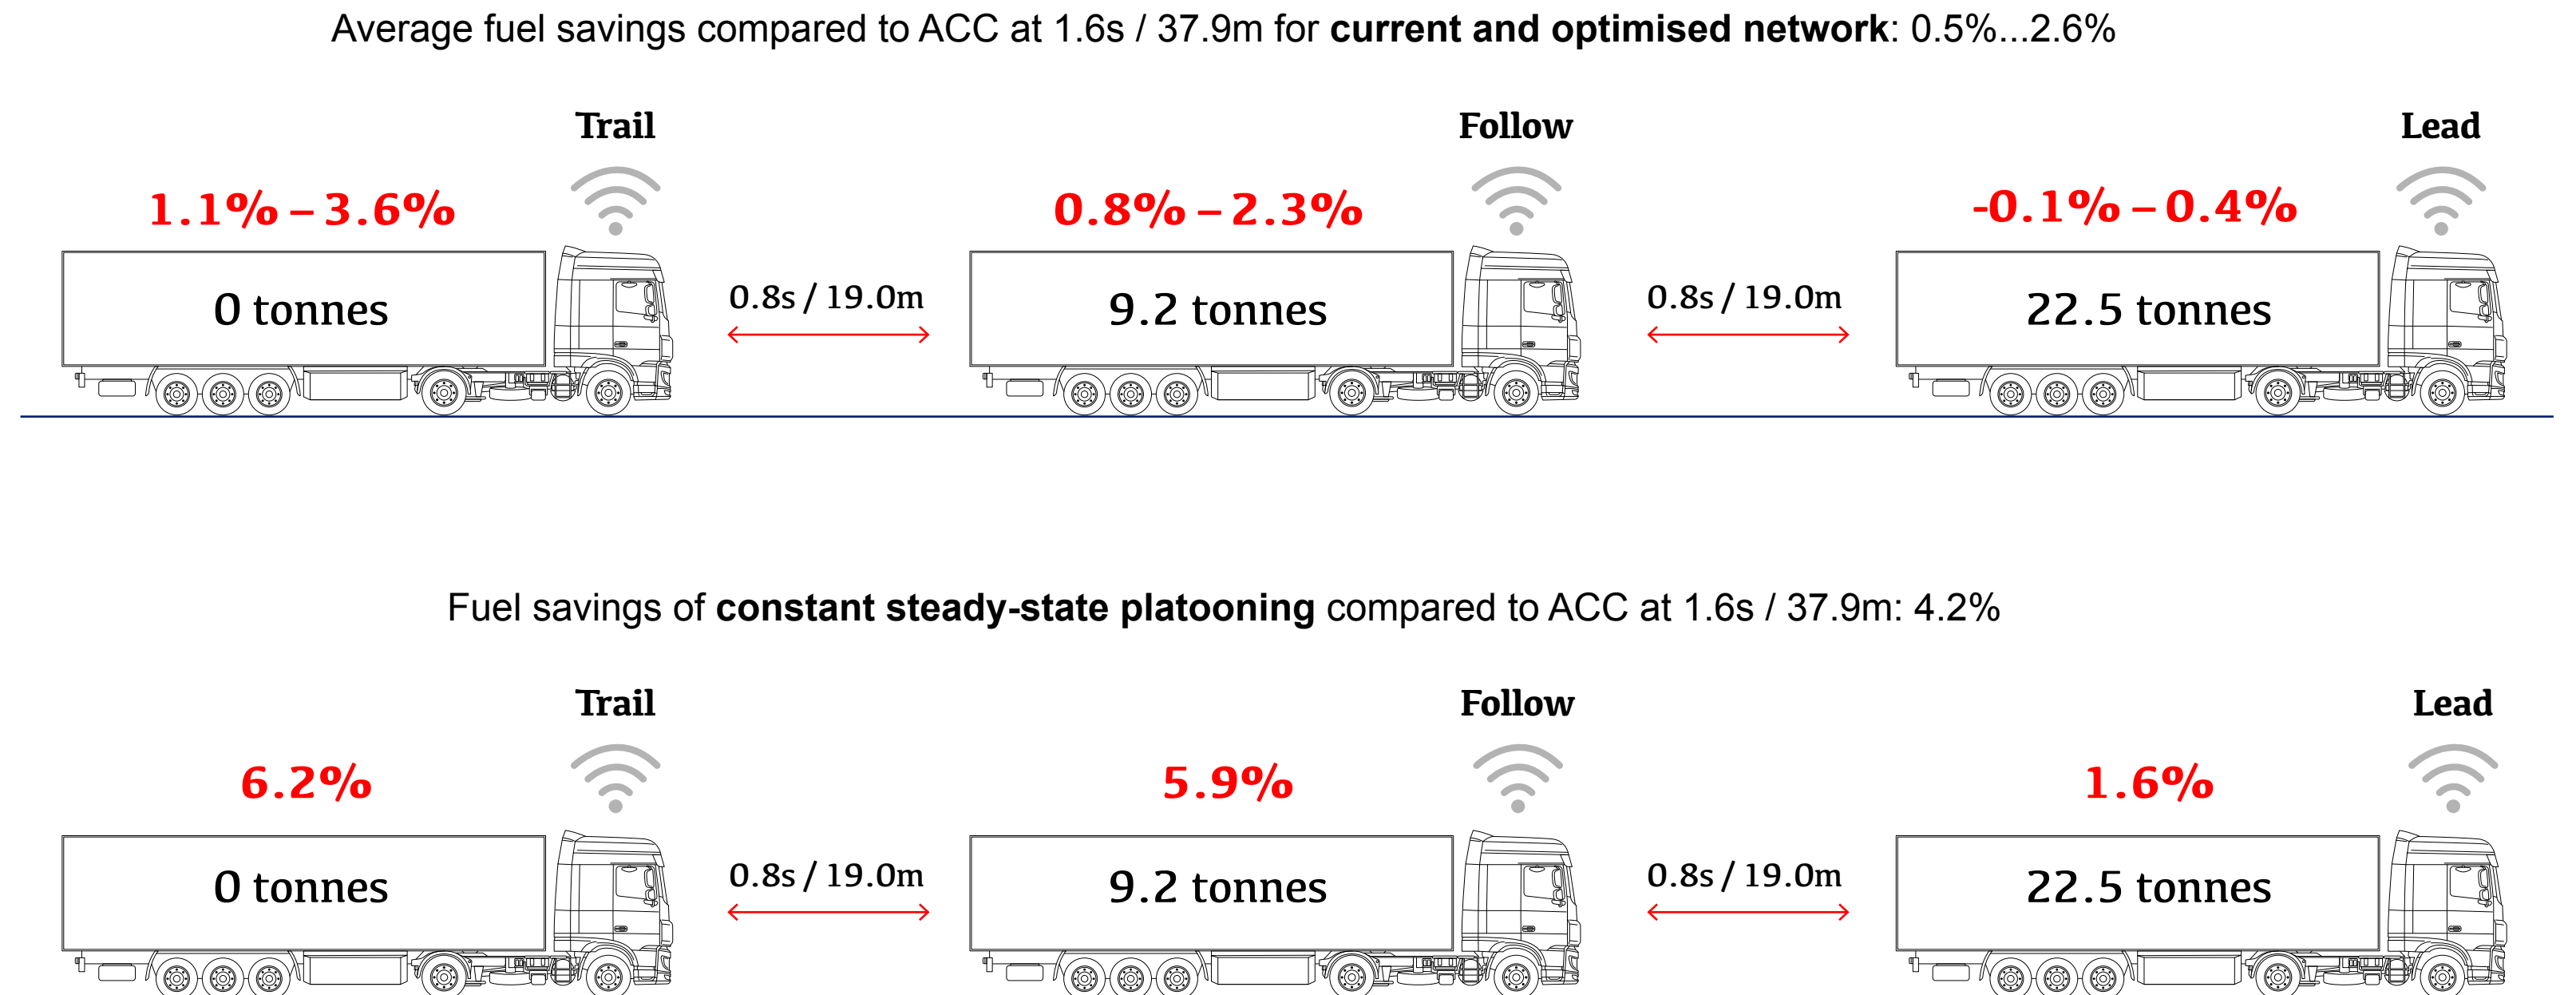 Average fuel savings compared to ACC at 1.6s / 37.9m for current and optimised network: 0.5%...2.6%
Trail
Follow
Lead
1.1% – 3.6%
0.8% – 2.3%
-0.1% – 0.4%
0 tonnes
0.8s / 19.0m
9.2 tonnes
0.8s / 19.0m
22.5 tonnes
Fuel savings of constant steady-state platooning compared to ACC at 1.6s / 37.9m: 4.2%
Trail
Follow
Lead
6.2%
5.9%
1.6%
0 tonnes
0.8s / 19.0m
9.2 tonnes
0.8s / 19.0m
22.5 tonnes